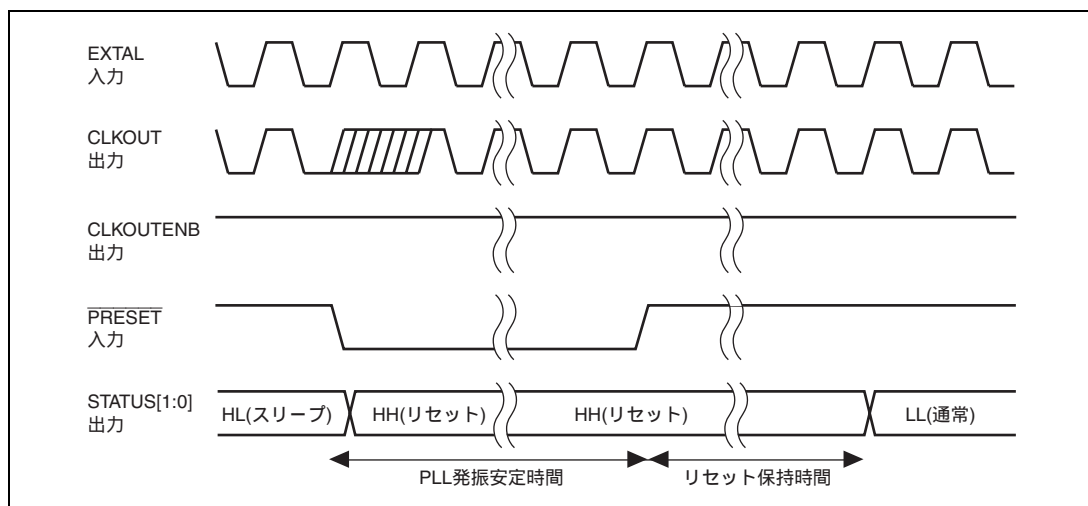 EXTAL
入力
CLKOUT
出力
CLKOUTENB
出力
PRESET
入力
STATUS[1:0]
出力
HL(スリープ) HH(リセット) HH(リセット) LL(通常)
PLL発振安定時間 リセット保持時間